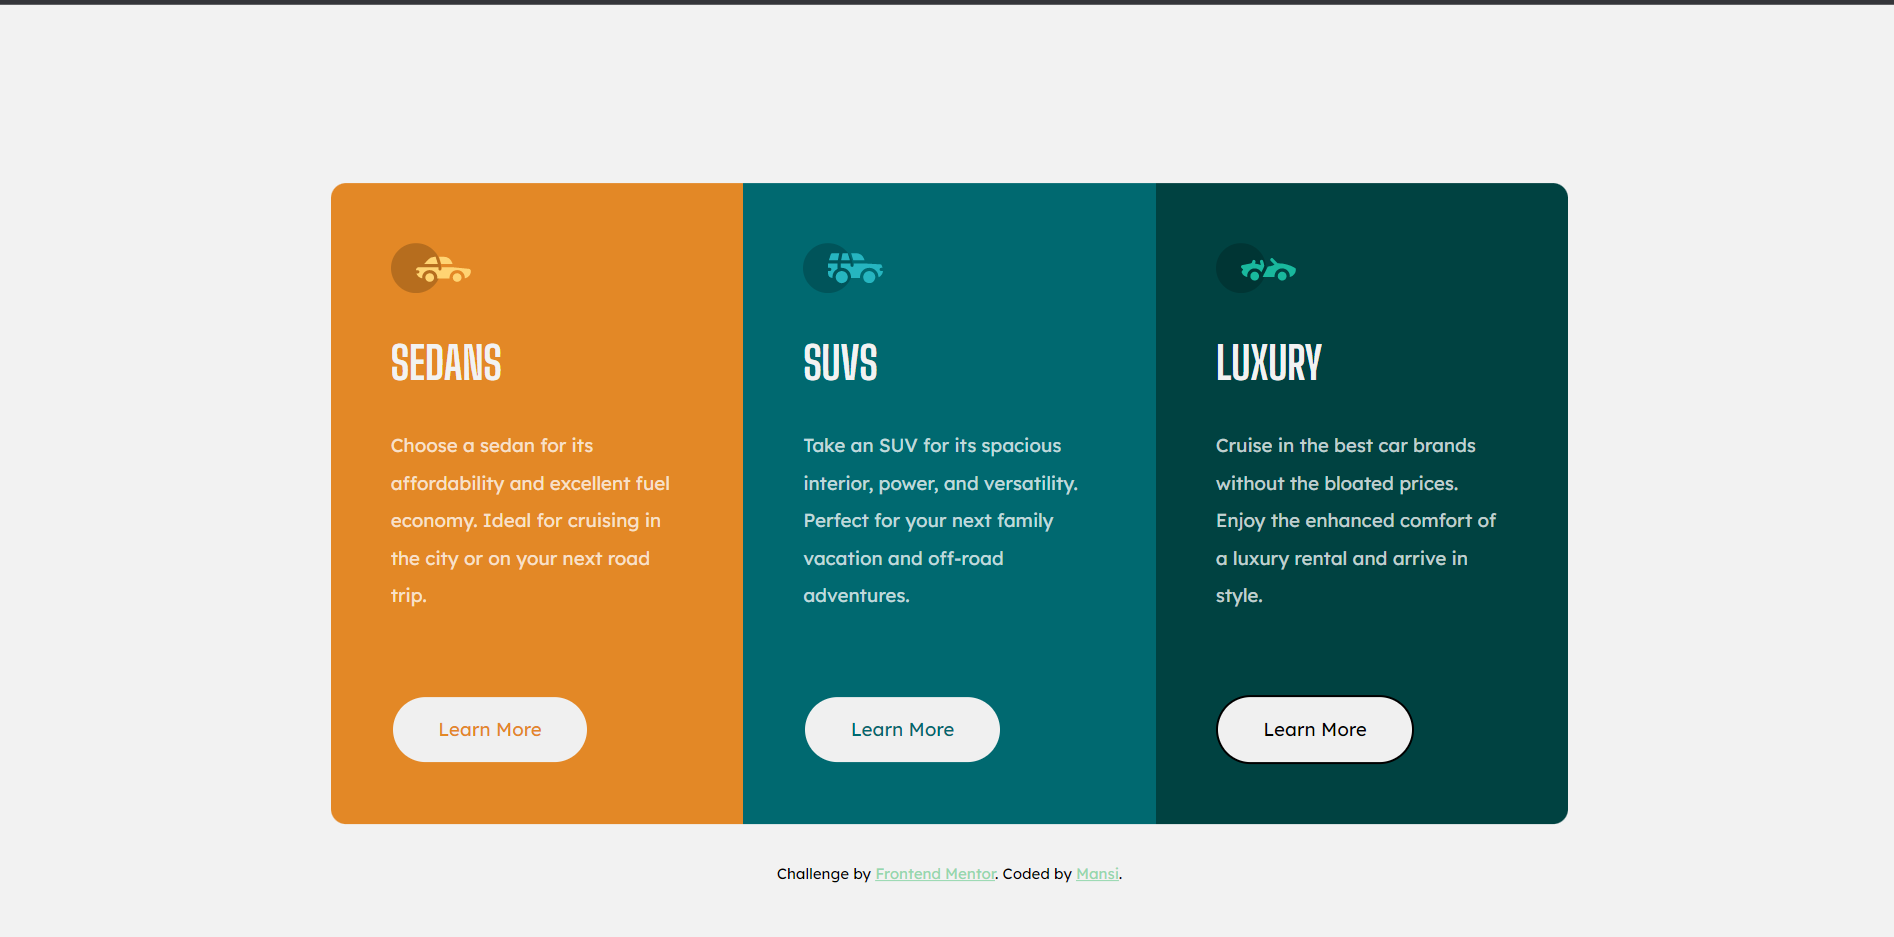 SEDANS
Choose a sedan for its
affordability and excellent fuel
economy. Ideal for cruising in
the city or on your next road
trip.
Learn More
SUVS
Take an SUV for its spacious
interior, power, and versatility.
Perfect for your next family
vacation and off-road
adventures.
Learn More
LUXURY
Cruise in the best car brands
without the bloated prices.
Enjoy the enhanced comfort of
a luxury rental and arrive in
style.
Learn More
Challenge by Frontend Mentor. Coded by Mansi.